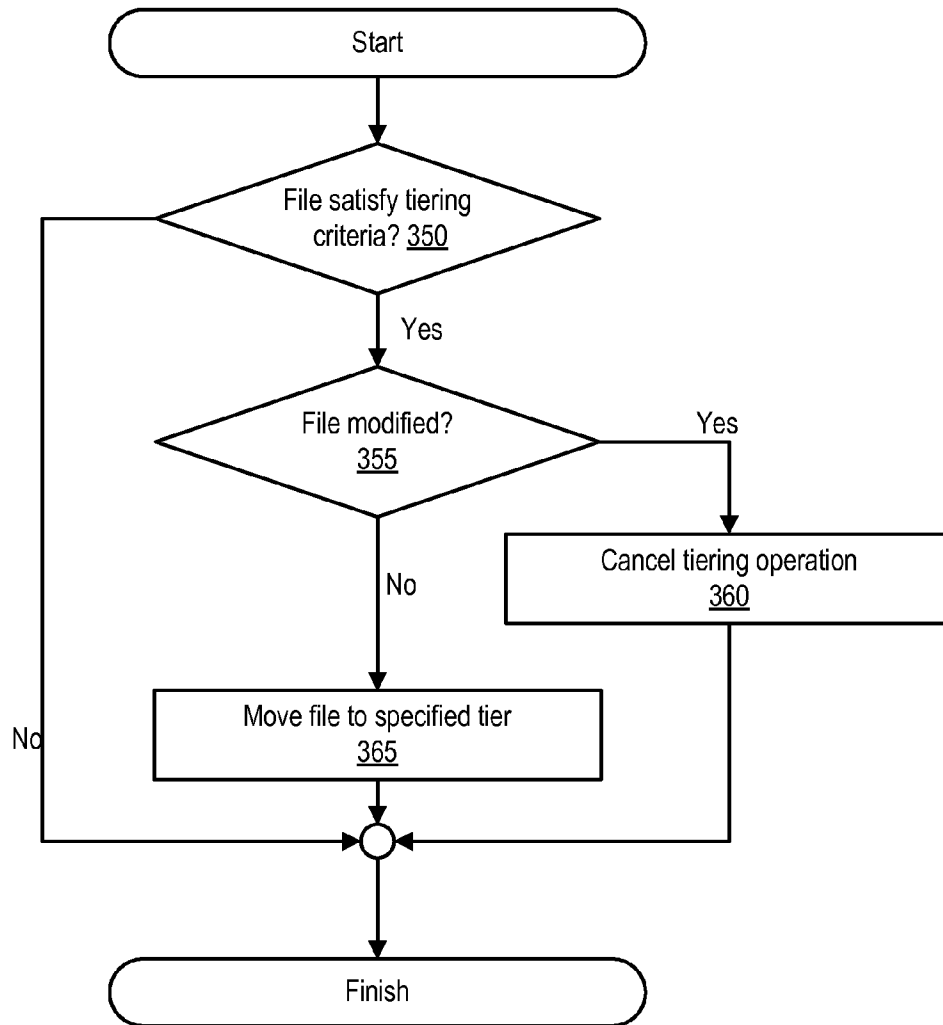 Start
File satisfy tiering
criteria? 350
Yes
File modified?
355
Yes
Cancel tiering operation
360
No
Move file to specified tier
365
No
Finish